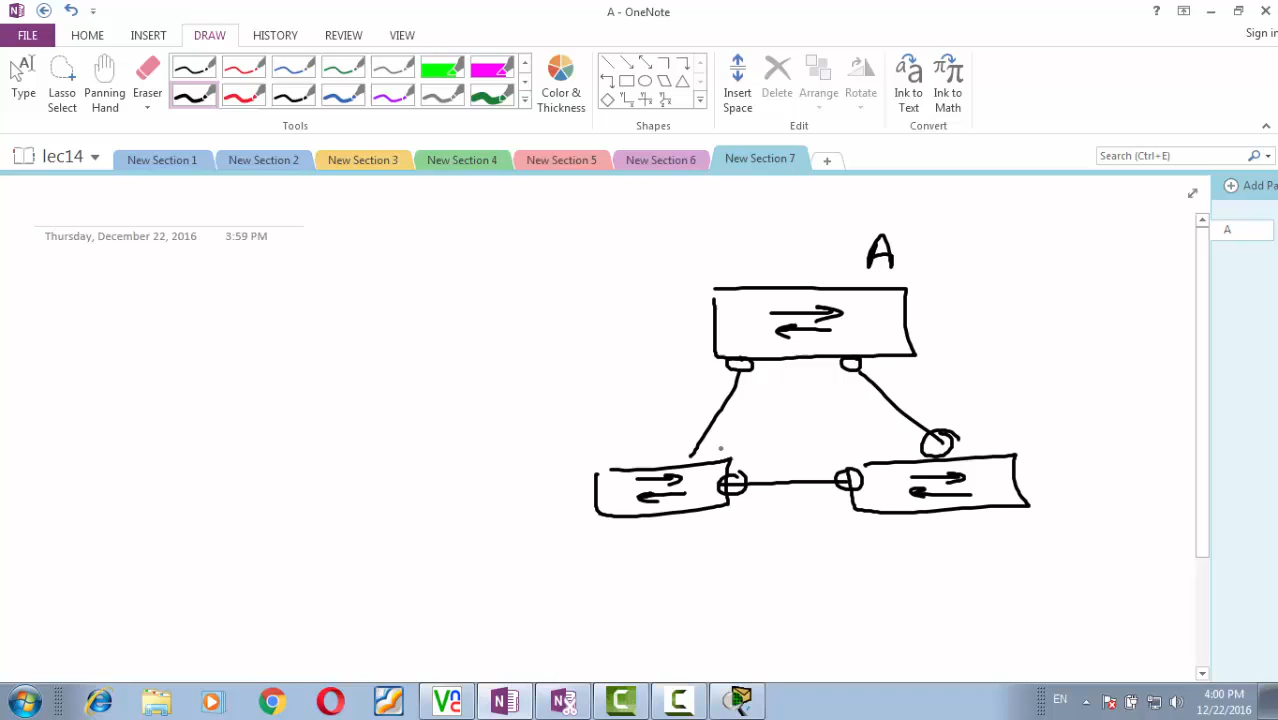 A - OneNote
FILE HOME INSERT DRAW HISTORY REVIEW VIEW Sign in
Type Lasso Select Panning Hand Eraser Color & Thickness Insert Space Delete Arrange Rotate Ink to Text Ink to Math
Tools Shapes Edit Convert
lec14 New Section 1 New Section 2 New Section 3 New Section 4 New Section 5 New Section 6 New Section 7 Search (Ctrl+E)
Add Pa
A
Thursday, December 22, 2016 3:59 PM
A
EN 4:00 PM
12/22/2016